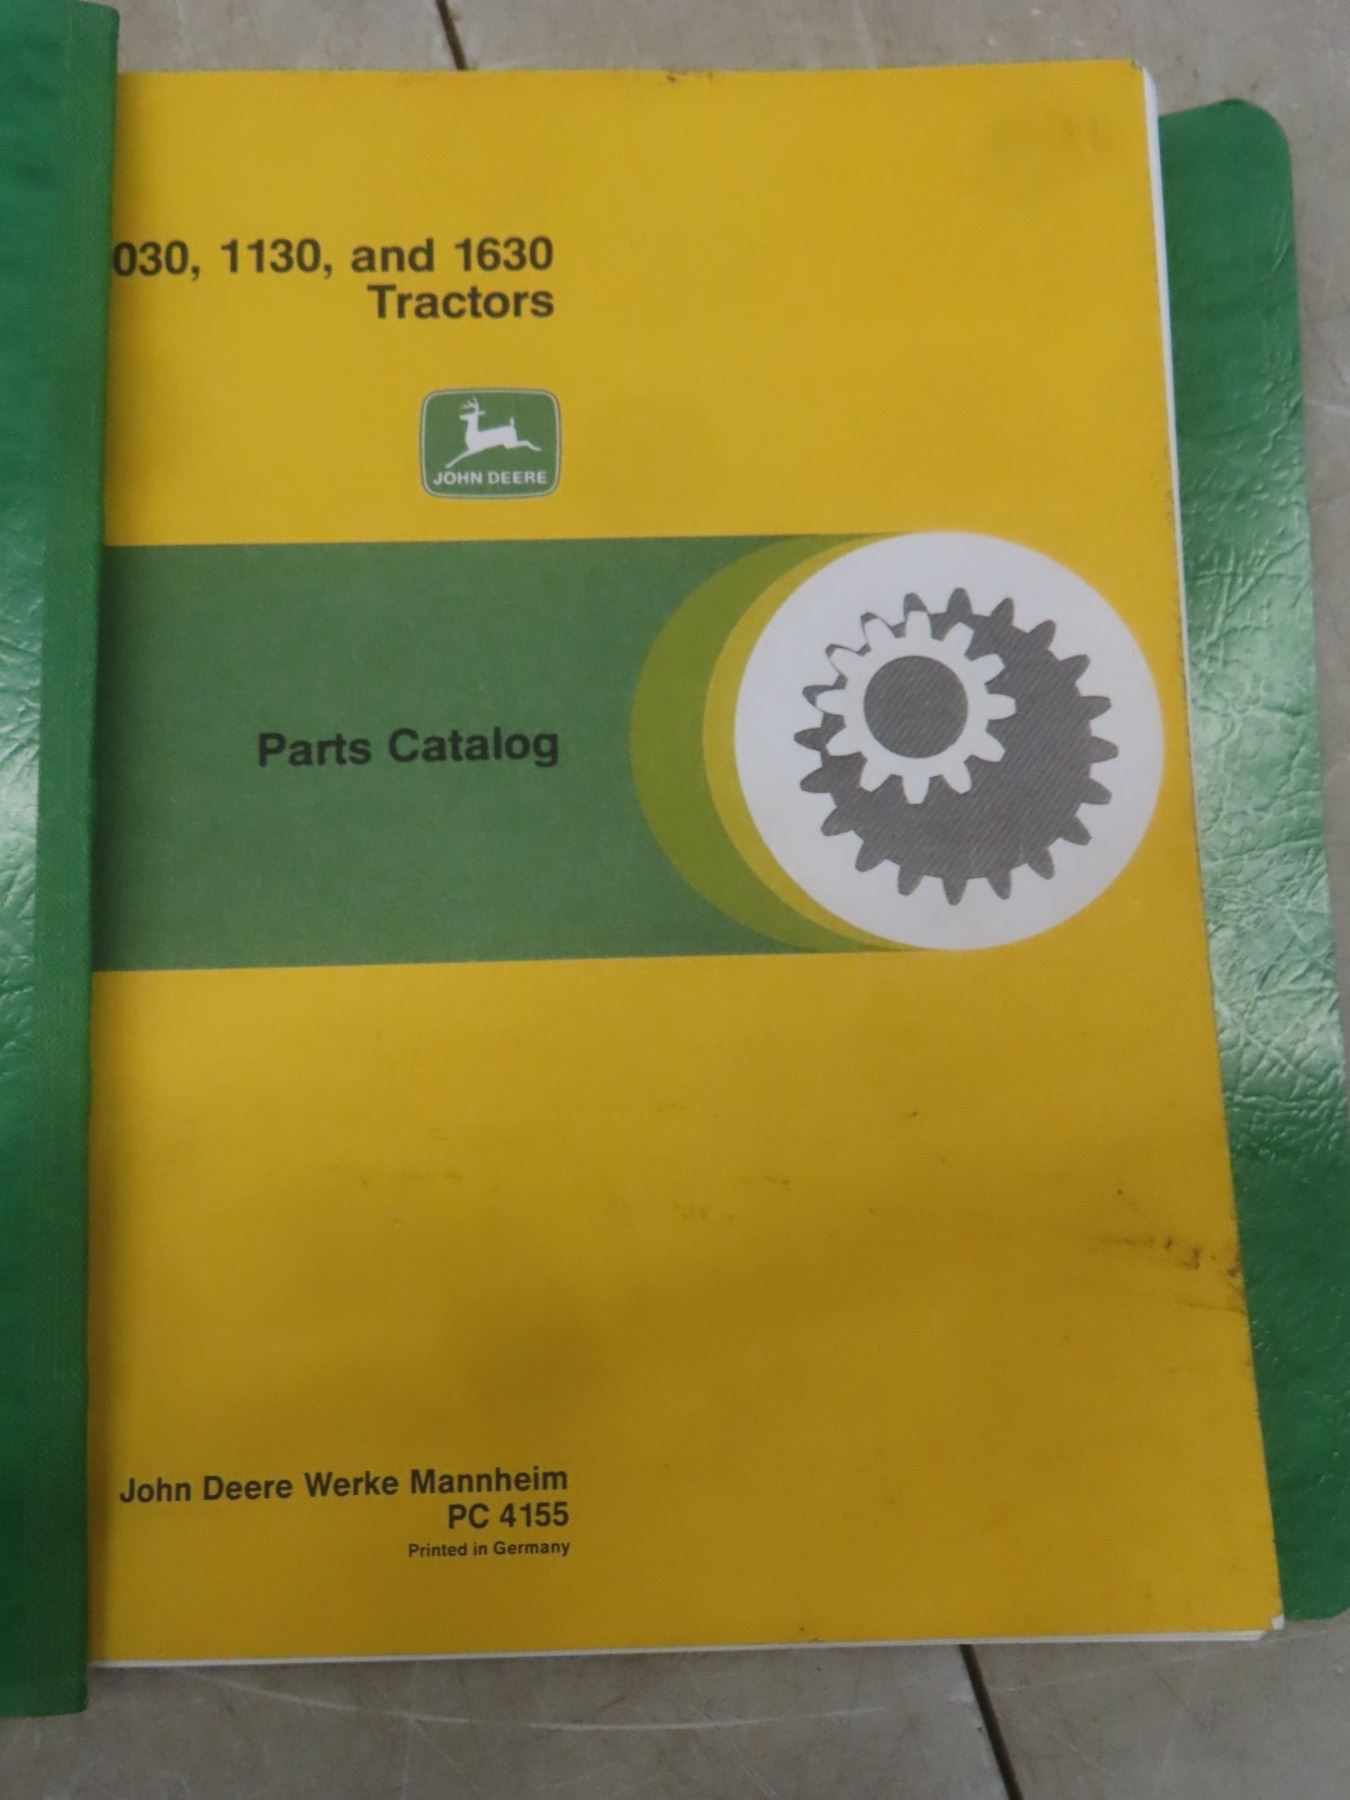 030, 1130, and 1630
Tractors
JOHN DEERE
Parts Catalog
John Deere Werke Mannheim
PC 4155
Printed in Germany